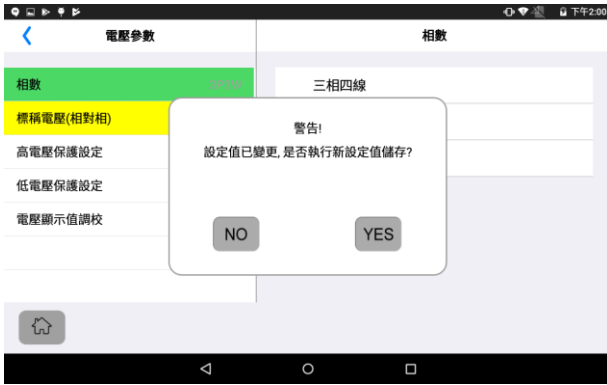 下午2:00
電壓參數
相數
相數
三相四線
標稱電壓(相對相)
高電壓保護設定
低電壓保護設定
電壓顯示值調校
警告!
設定值已變更, 是否執行新設定值儲存?
NO
YES